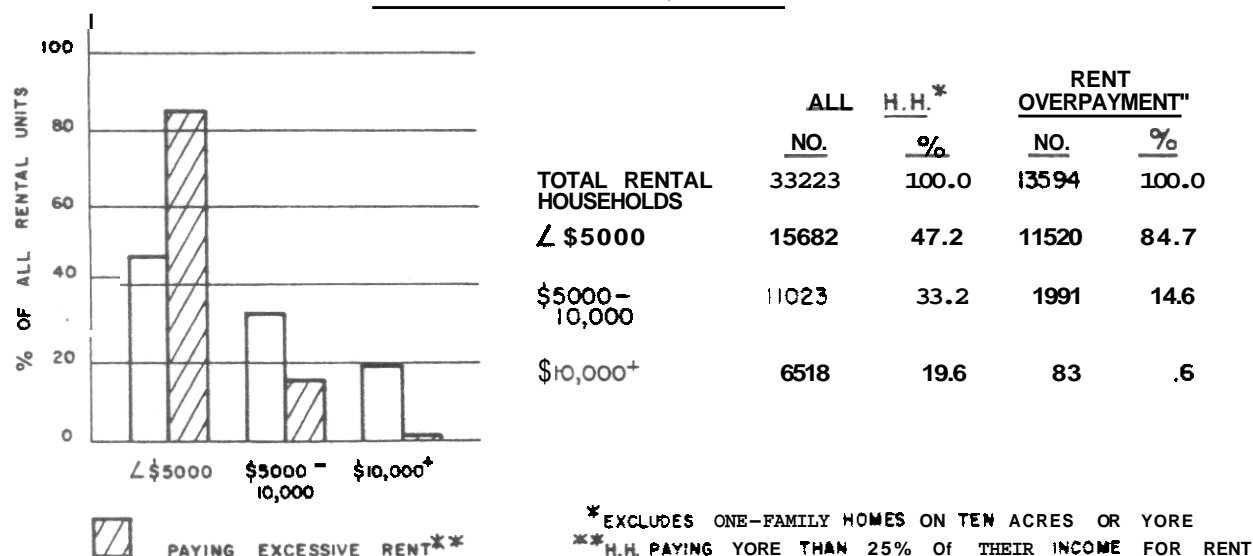 100
80
60
40
20
0
% OF ALL RENTAL UNITS
∠$5000
$5000-
10,000
$10,000+
PAYING EXCESSIVE RENT**
ALL H.H.*
RENT
OVERPAYMENT"
NO. % NO. %
TOTAL RENTAL 33223 100.0 13594 100.0
HOUSEHOLDS
∠ $5000 15682 47.2 11520 84.7
$5000- 11023 33.2 1991 14.6
10,000
$10,000+ 6518 19.6 83 .6
*EXCLUDES ONE-FAMILY HOMES ON TEN ACRES OR YORE
**H.H. PAYING YORE THAN 25% Of THEIR INCOME FOR RENT